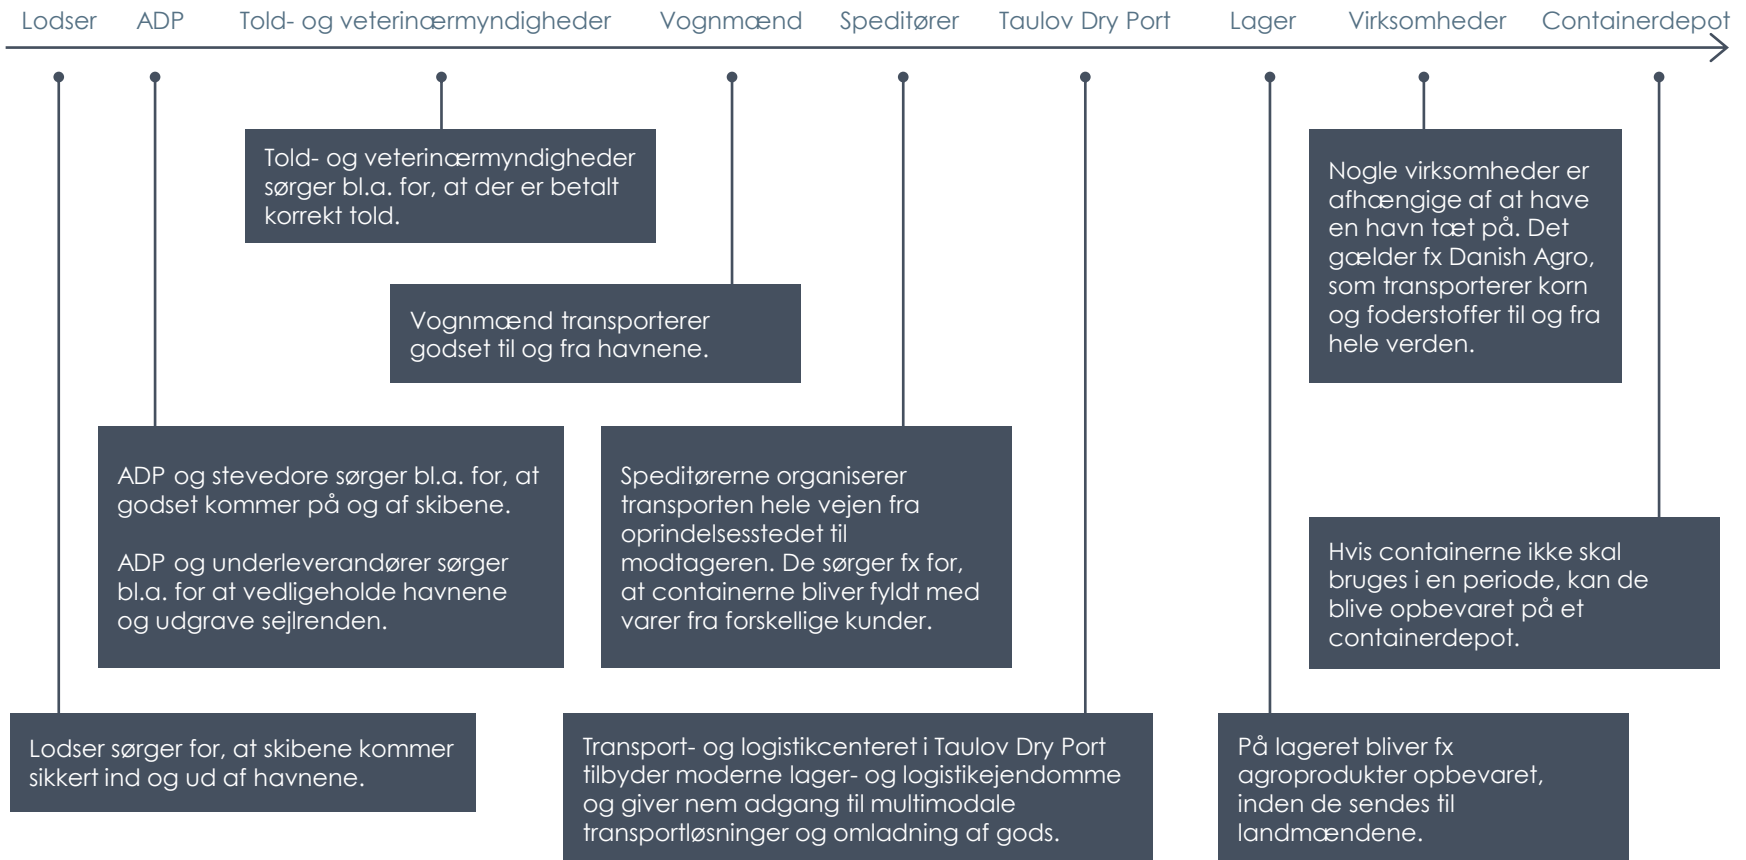 Lodser
ADP
Told- og veterinærmyndigheder
Vognmænd
Speditører
Taulov Dry Port
Lager
Virksomheder
Containerdepot
Told- og veterinærmyndigheder
sørger bl.a. for, at der er betalt
korrekt told.
Nogle virksomheder er
afhængige af at have
en havn tæt på. Det
gælder fx Danish Agro,
som transporterer korn
og foderstoffer til og fra
hele verden.
Vognmænd transporterer
godset til og fra havnene.
ADP og stevedore sørger bl.a. for, at
godset kommer på og af skibene.
ADP og underleverandører sørger
bl.a. for at vedligeholde havnene
og udgrave sejlrenden.
Speditørerne organiserer
transporten hele vejen fra
oprindelsesstedet til
modtageren. De sørger fx for,
at containerne bliver fyldt med
varer fra forskellige kunder.
Hvis containerne ikke skal
bruges i en periode, kan de
blive opbevaret på et
containerdepot.
Lodser sørger for, at skibene kommer
sikkert ind og ud af havnene.
Transport- og logistikcenteret i Taulov Dry Port
tilbyder moderne lager- og logistikejendomme
og giver nem adgang til multimodale
transportløsninger og omladning af gods.
På lageret bliver fx
agroprodukter opbevaret,
inden de sendes til
landmændene.